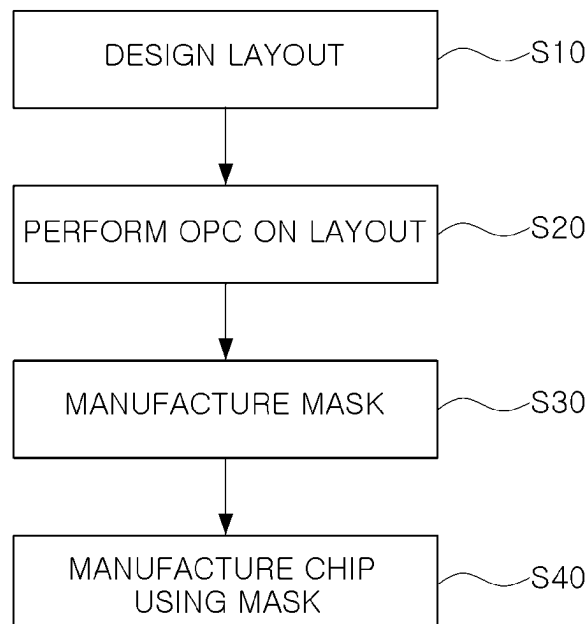 DESIGN LAYOUT
S10
PERFORM OPC ON LAYOUT
S20
MANUFACTURE MASK
S30
MANUFACTURE CHIP
USING MASK
S40